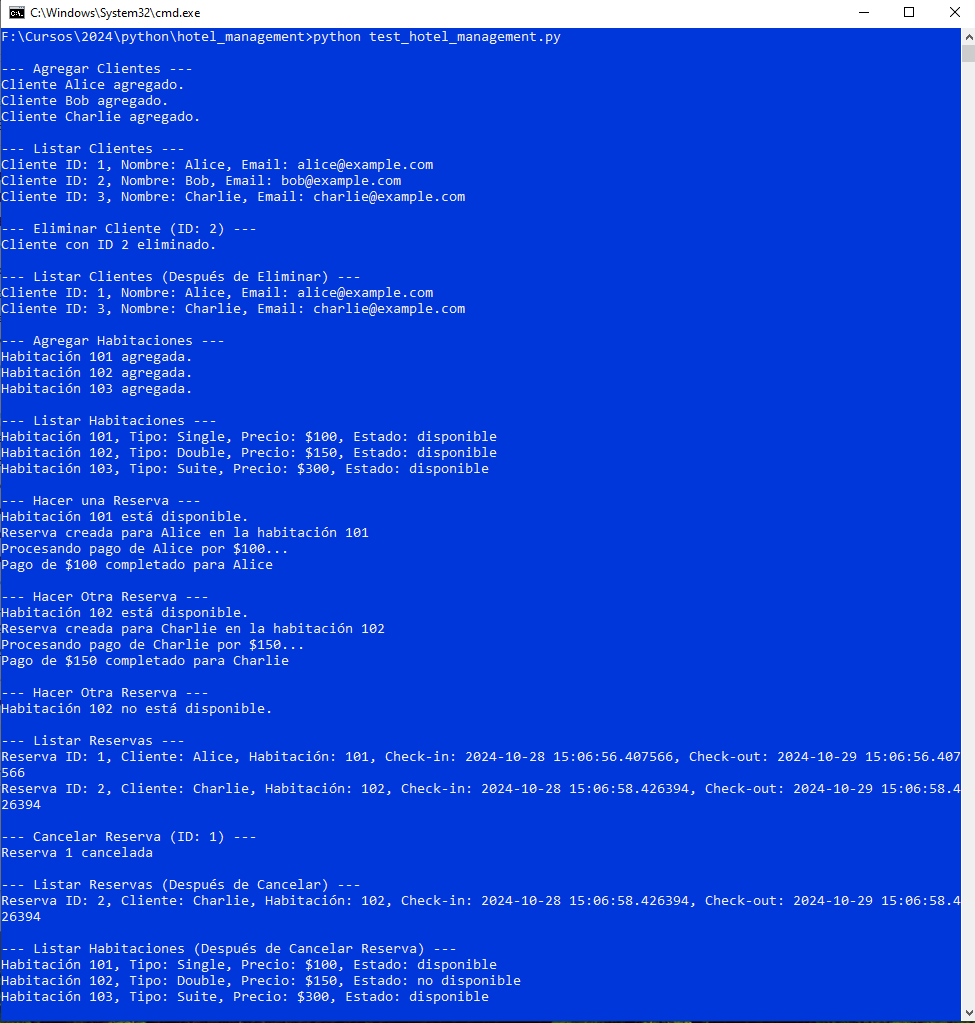 C:\Windows\System32\cmd.exe
F:\Cursos\2024\python\hotel_management>python test_hotel_management.py
--- Agregar Clientes ---
Cliente Alice agregado.
Cliente Bob agregado.
Cliente Charlie agregado.
--- Listar Clientes ---
Cliente ID: 1, Nombre: Alice, Email: alice@example.com
Cliente ID: 2, Nombre: Bob, Email: bob@example.com
Cliente ID: 3, Nombre: Charlie, Email: charlie@example.com
--- Eliminar Cliente (ID: 2) ---
Cliente con ID 2 eliminado.
--- Listar Clientes (Después de Eliminar) ---
Cliente ID: 1, Nombre: Alice, Email: alice@example.com
Cliente ID: 3, Nombre: Charlie, Email: charlie@example.com
--- Agregar Habitaciones ---
Habitación 101 agregada.
Habitación 102 agregada.
Habitación 103 agregada.
--- Listar Habitaciones ---
Habitación 101, Tipo: Single, Precio: $100, Estado: disponible
Habitación 102, Tipo: Double, Precio: $150, Estado: disponible
Habitación 103, Tipo: Suite, Precio: $300, Estado: disponible
--- Hacer una Reserva ---
Habitación 101 está disponible.
Reserva creada para Alice en la habitación 101
Procesando pago de Alice por $100...
Pago de $100 completado para Alice
--- Hacer Otra Reserva ---
Habitación 102 está disponible.
Reserva creada para Charlie en la habitación 102
Procesando pago de Charlie por $150...
Pago de $150 completado para Charlie
--- Hacer Otra Reserva ---
Habitación 102 no está disponible.
--- Listar Reservas ---
Reserva ID: 1, Cliente: Alice, Habitación: 101, Check-in: 2024-10-28 15:06:56.407566, Check-out: 2024-10-29 15:06:56.407
566
Reserva ID: 2, Cliente: Charlie, Habitación: 102, Check-in: 2024-10-28 15:06:58.426394, Check-out: 2024-10-29 15:06:58.4
26394
--- Cancelar Reserva (ID: 1) ---
Reserva 1 cancelada
--- Listar Reservas (Después de Cancelar) ---
Reserva ID: 2, Cliente: Charlie, Habitación: 102, Check-in: 2024-10-28 15:06:58.426394, Check-out: 2024-10-29 15:06:58.4
26394
--- Listar Habitaciones (Después de Cancelar Reserva) ---
Habitación 101, Tipo: Single, Precio: $100, Estado: disponible
Habitación 102, Tipo: Double, Precio: $150, Estado: no disponible
Habitación 103, Tipo: Suite, Precio: $300, Estado: disponible